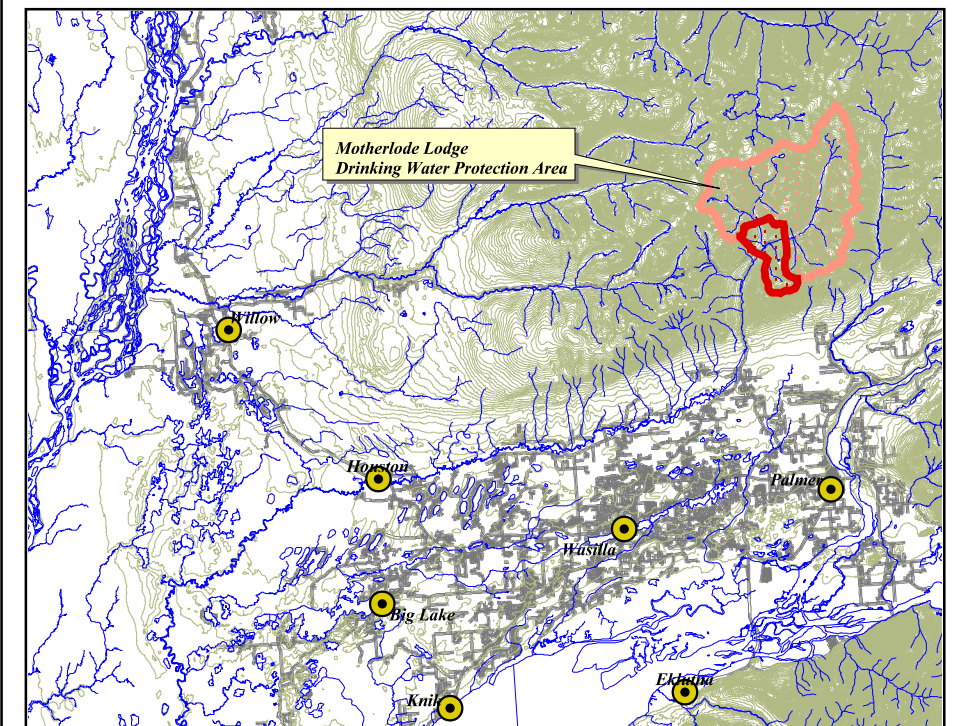 Motherlode Lodge
Drinking Water Protection Area
Willow
Houston
Palmer
Wasilla
Big Lake
Eklutna
Knik